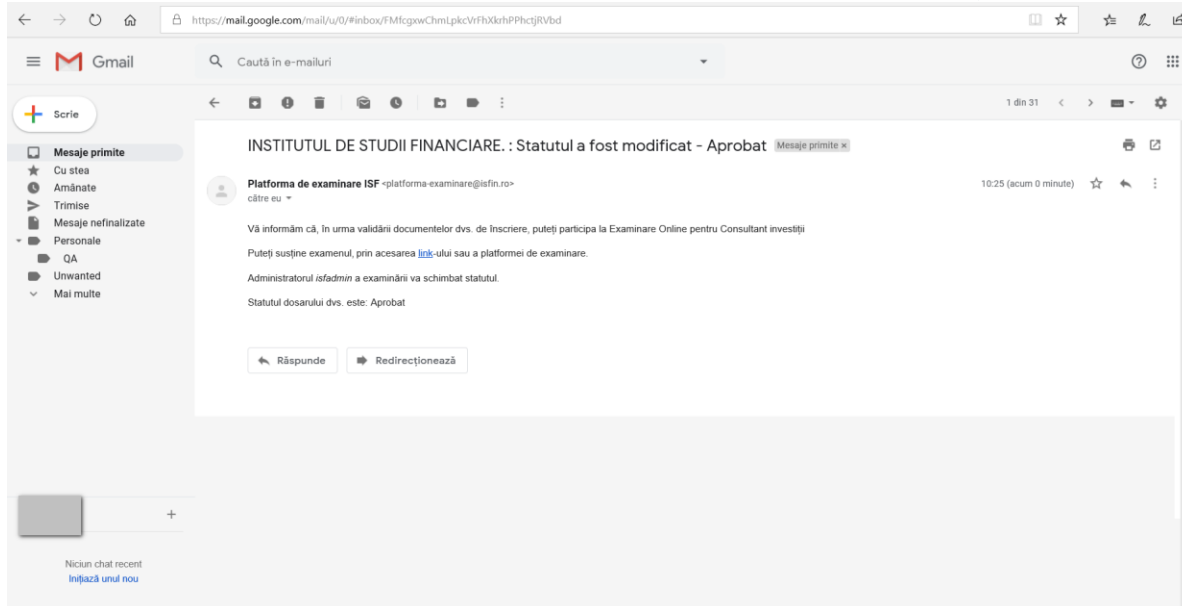 https://mail.google.com/mail/u/0/#inbox/FMfcgxwChmLpkcVrFhXkrhPPhctjRVbd
Gmail
Caută în e-mailuri
Scrie
1 din 31
Mesaje primite
Cu stea
Amânate
Trimise
Mesaje nefinalizate
Personale
QA
Unwanted
Mai multe
INSTITUTUL DE STUDII FINANCIARE. : Statutul a fost modificat - Aprobat Mesaje primite ×
Platforma de examinare ISF <platforma-examinare@isfin.ro> 10:25 (acum 0 minute)
către eu
Vă informăm că, în urma validării documentelor dvs. de înscriere, puteți participa la Examinare Online pentru Consultant investiții
Puteți susține examenul, prin acesarea link-ului sau a platformei de examinare.
Administratorul isfadmin a examinării va schimbat statutul.
Statutul dosarului dvs. este: Aprobat
Răspunde
Redirecționează
Niciun chat recent
Inițiază unul nou